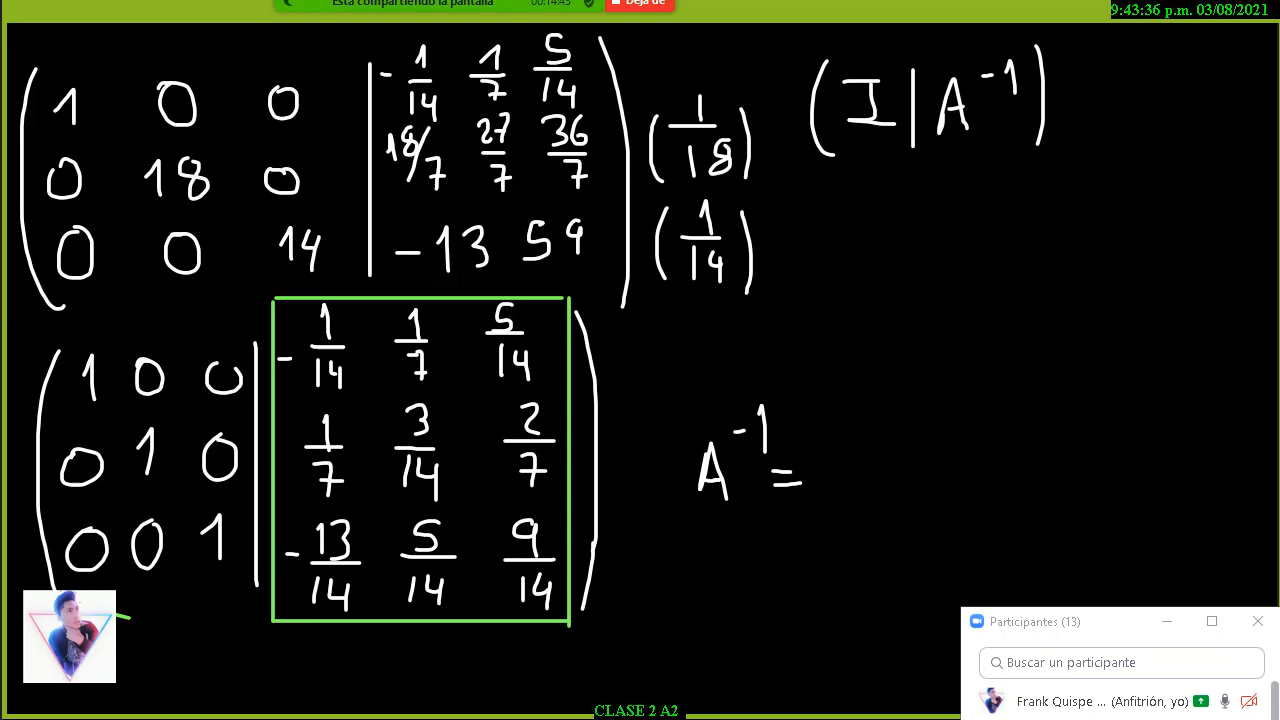 Está compartiendo la pantalla 00:14:43 Deja de
9:43:36 p.m. 03/08/2021
( 1 0 0 | -1/14 1/7 5/14 )
( 0 18 0 | 18/7 27/7 36/7 ) (1/18)
( 0 0 14 | -13 5 9 ) (1/14)
(I|A⁻¹)
( 1 0 0 | -1/14 1/7 5/14 )
( 0 1 0 | 1/7 3/14 2/7 )
( 0 0 1 | -13/14 5/14 9/14 )
A⁻¹=
Participantes (13)
Buscar un participante
Frank Quispe ... (Anfitrión, yo)
CLASE 2 A2